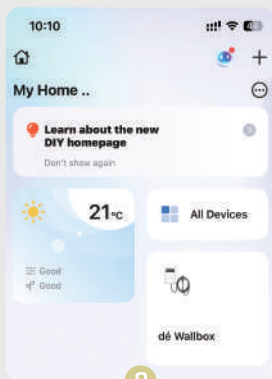 10:10
My Home ..
Learn about the new
DIY homepage
Don't show again
21°C
All Devices
Good
Good
dé Wallbox